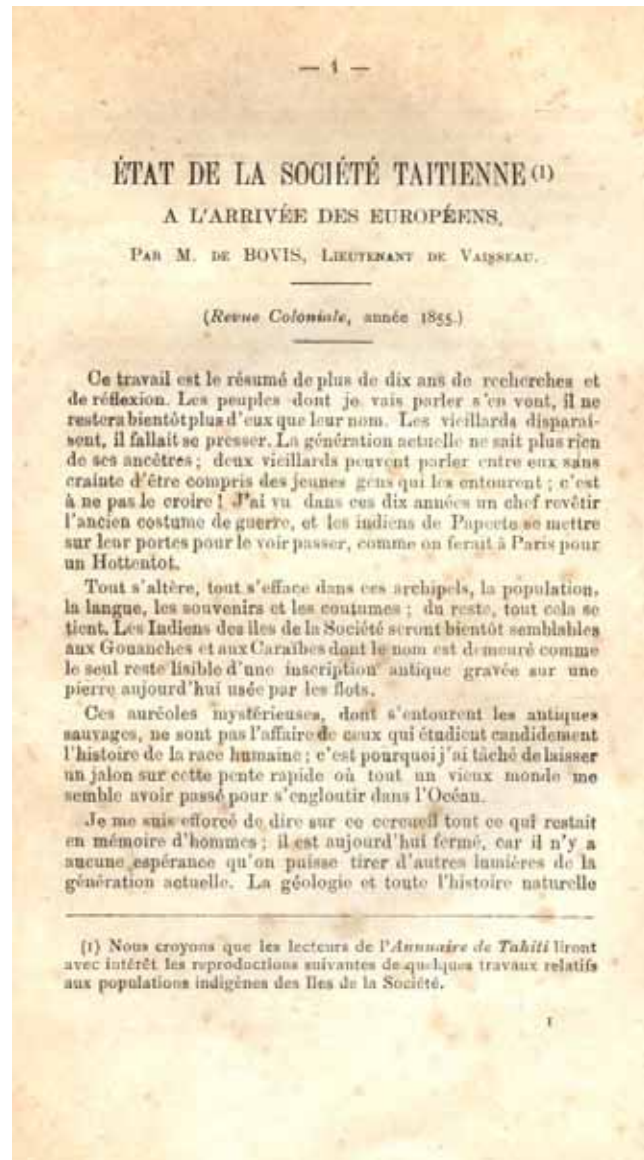 — 1 —
ÉTAT DE LA SOCIÉTÉ TAITIENNE (1)
A L'ARRIVÉE DES EUROPÉENS,
PAR M. DE BOVIS, LIEUTENANT DE VAISSEAU.
(Revue Coloniale, année 1855.)
Ce travail est le résumé de plus de dix ans de recherches et
de réflexion. Les peuples dont je vais parler s'en vont, il ne
restera bientôt plus d'eux que leur nom. Les vieillards disparai-
sent, il fallait se presser. La génération actuelle ne sait plus rien
de ses ancêtres ; deux vieillards peuvent parler entre eux sans
crainte d'être compris des jeunes gens qui les entourent ; c'est
à ne pas le croire ! J'ai vu dans ces dix années un chef revêtir
l'ancien costume de guerre, et les indiens de Papeete se mettre
sur leur portes pour le voir passer, comme on ferait à Paris pour
un Hottentot.
Tout s'altère, tout s'efface dans ces archipels, la population,
la langue, les souvenirs et les coutumes ; du reste, tout cela se
tient. Les Indiens des îles de la Société seront bientôt semblables
aux Gouanches et aux Caraïbes dont le nom est demeuré comme
le seul reste lisible d'une inscription antique gravée sur une
pierre aujourd'hui usée par les flots.
Ces auréoles mystérieuses, dont s'entourent les antiques
sauvages, ne sont pas l'affaire de ceux qui étudient candidement
l'histoire de la race humaine ; c'est pourquoi j'ai tâché de laisser
un jalon sur cette pente rapide où tout un vieux monde me
semble avoir passé pour s'engloutir dans l'Océan.
Je me suis efforcé de dire sur ce cercueil tout ce qui restait
en mémoire d'hommes ; il est aujourd'hui fermé, car il n'y a
aucune espérance qu'on puisse tirer d'autres lumières de la
génération actuelle. La géologie et toute l'histoire naturelle
(1) Nous croyons que les lecteurs de l'Annuaire de Tahiti liront
avec intérêt les reproductions suivantes de quelques travaux relatifs
aux populations indigènes des Iles de la Société.
1